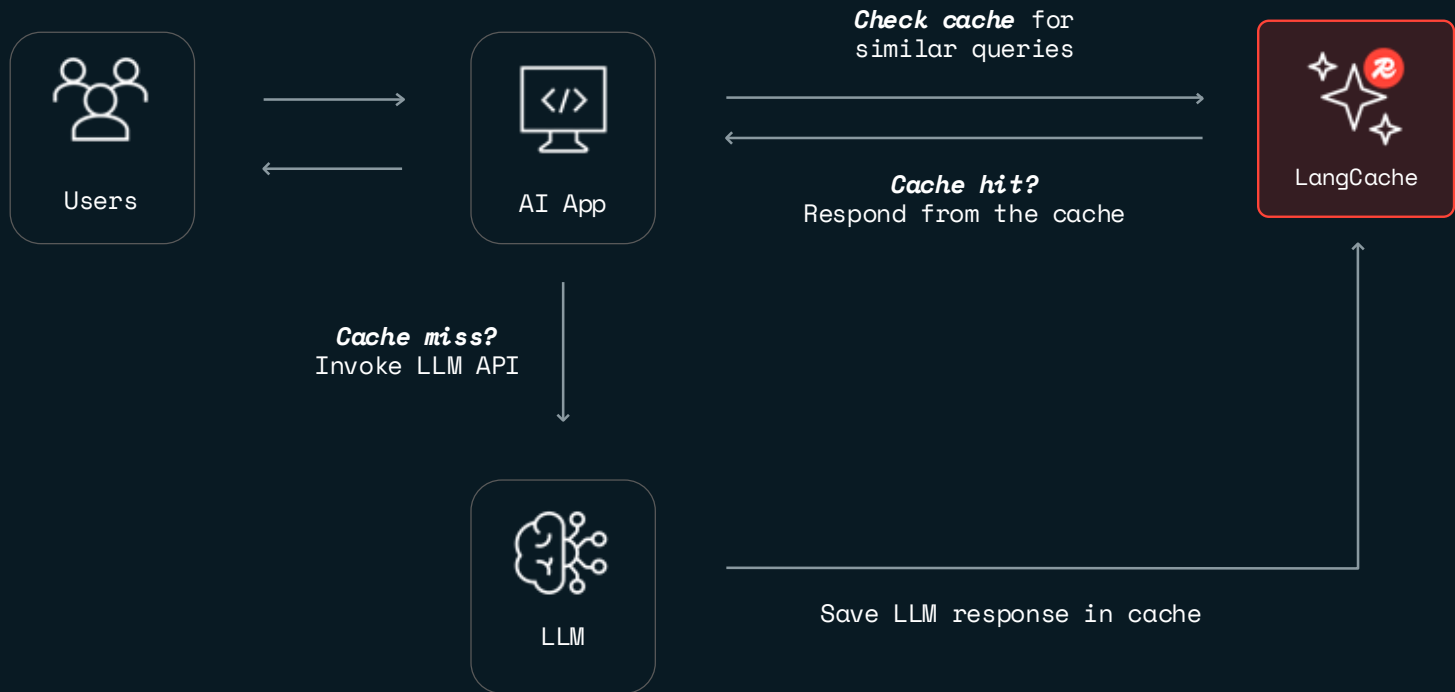 Check cache for
similar queries
Users
</>
AI App
LangCache
Cache hit?
Respond from the cache
Cache miss?
Invoke LLM API
LLM
Save LLM response in cache